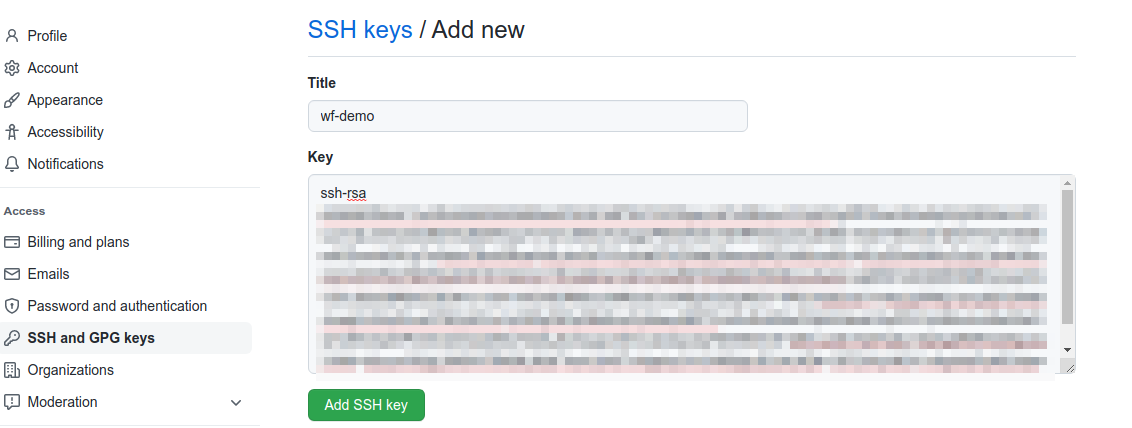 SSH keys / Add new
Profile
Account
Appearance
Accessibility
Notifications
Access
Billing and plans
Emails
Password and authentication
SSH and GPG keys
Organizations
Moderation
Title
wf-demo
Key
ssh-rsa
Add SSH key